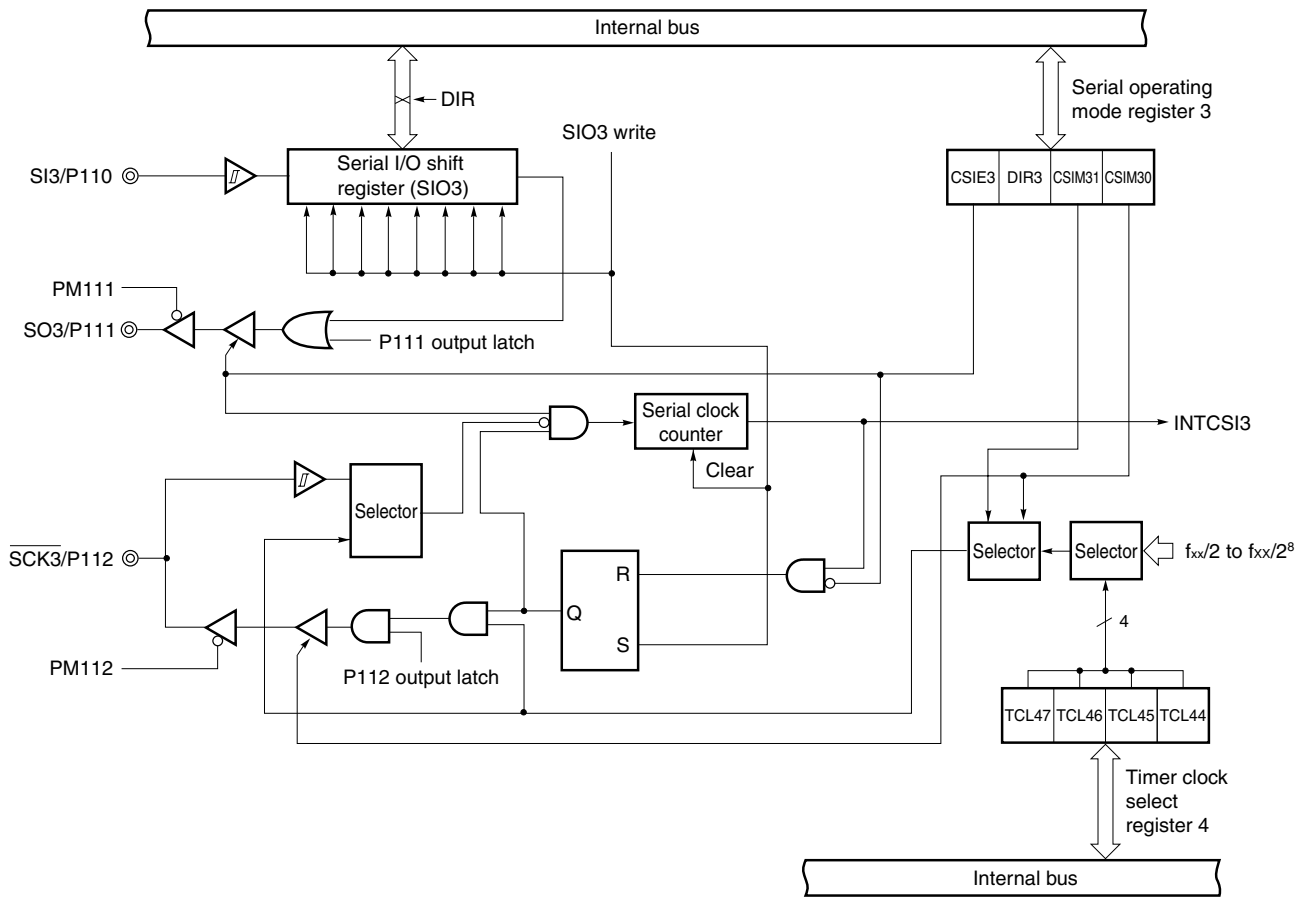 Internal bus
DIR
Serial operating
mode register 3
SIO3 write
SI3/P110
Serial I/O shift
register (SIO3)
CSIE3 DIR3 CSIM31 CSIM30
PM111
SO3/P111
P111 output latch
Serial clock
counter
INTCSI3
Clear
Selector
SCK3/P112
Selector
Selector
fxx/2 to fxx/2⁸
R
Q
S
4
PM112
P112 output latch
TCL47 TCL46 TCL45 TCL44
Timer clock
select
register 4
Internal bus